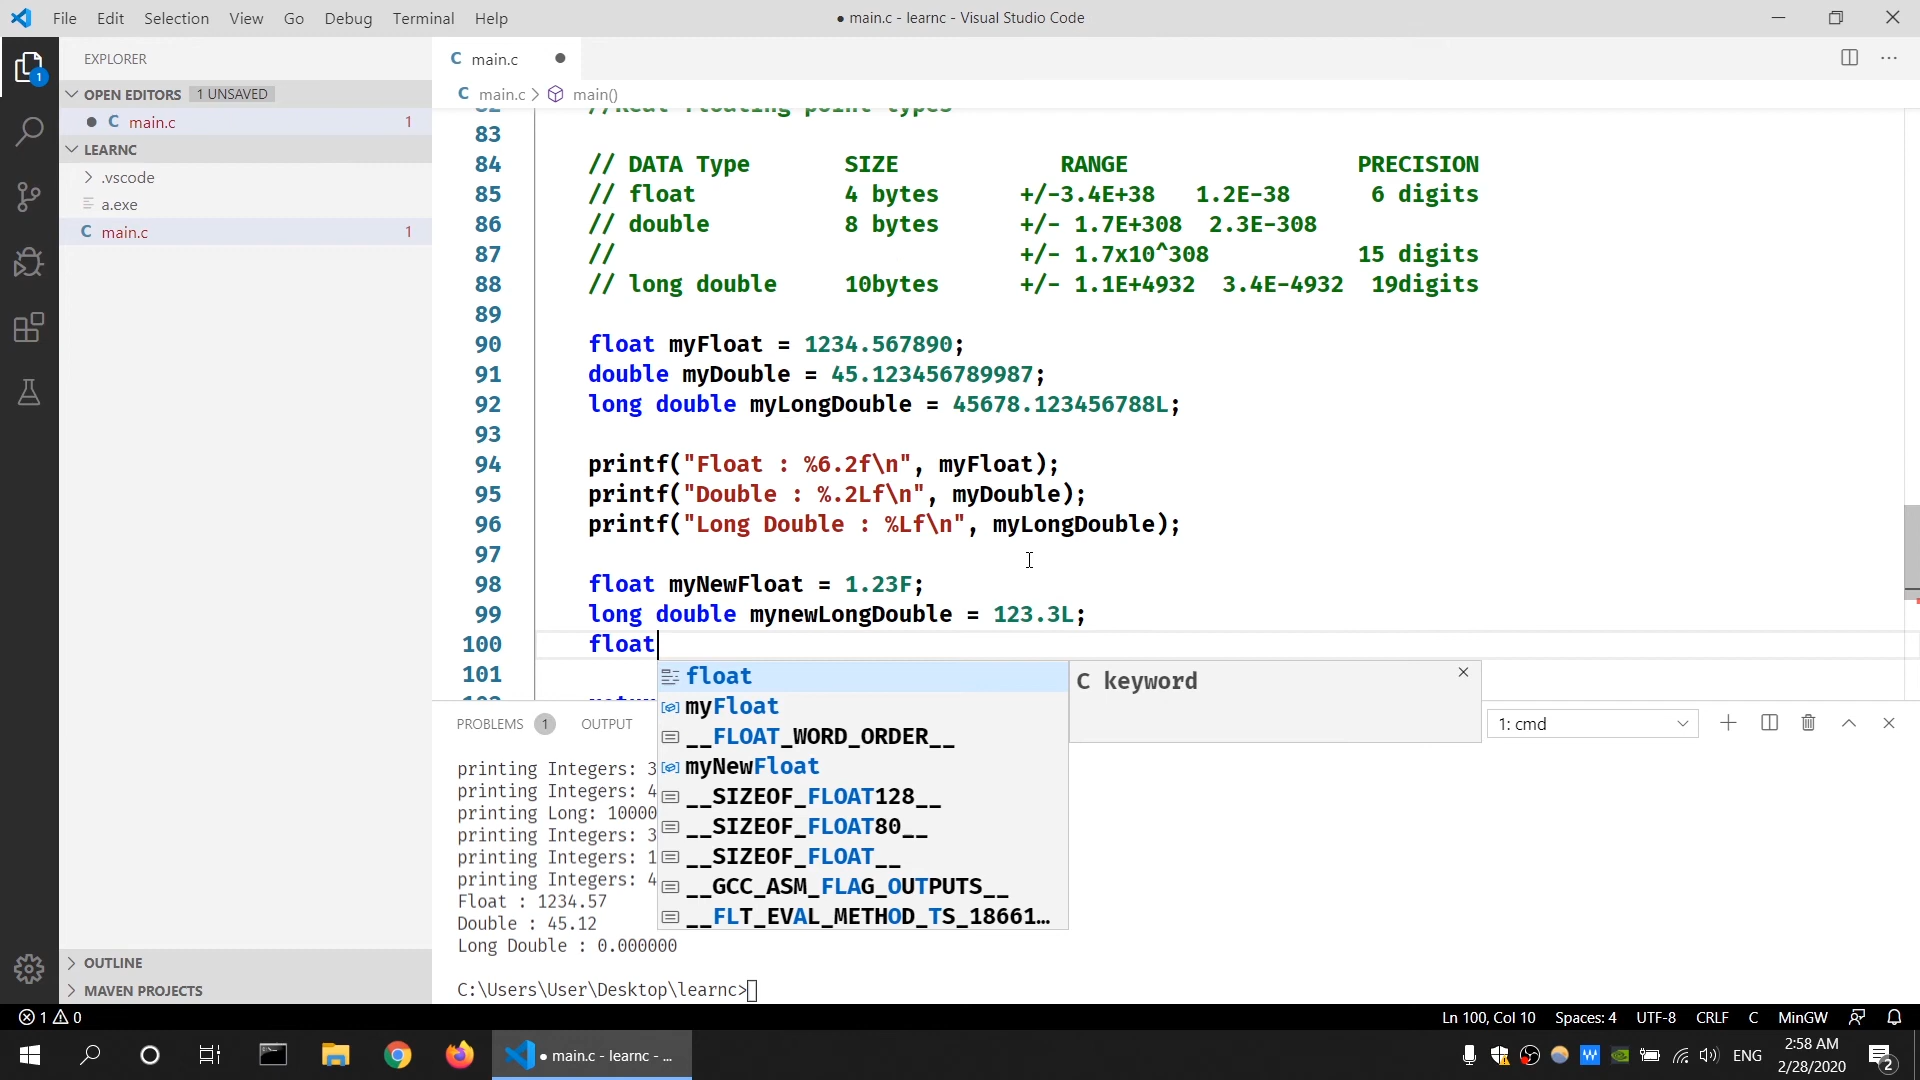 File Edit Selection View Go Debug Terminal Help
● main.c - learnc - Visual Studio Code
EXPLORER
OPEN EDITORS 1 UNSAVED
● C main.c 1
LEARNC
> .vscode
a.exe
C main.c 1
OUTLINE
MAVEN PROJECTS
C main.c ●
C main.c > main()
82 //Real floating point types
83
84 // DATA Type SIZE RANGE PRECISION
85 // float 4 bytes +/-3.4E+38 1.2E-38 6 digits
86 // double 8 bytes +/- 1.7E+308 2.3E-308
87 // +/- 1.7x10^308 15 digits
88 // long double 10bytes +/- 1.1E+4932 3.4E-4932 19digits
89
90 float myFloat = 1234.567890;
91 double myDouble = 45.123456789987;
92 long double myLongDouble = 45678.123456788L;
93
94 printf("Float : %6.2f\n", myFloat);
95 printf("Double : %.2Lf\n", myDouble);
96 printf("Long Double : %Lf\n", myLongDouble);
97
98 float myNewFloat = 1.23F;
99 long double mynewLongDouble = 123.3L;
100 float
101
float
myFloat
__FLOAT_WORD_ORDER__
myNewFloat
__SIZEOF_FLOAT128__
__SIZEOF_FLOAT80__
__SIZEOF_FLOAT__
__GCC_ASM_FLAG_OUTPUTS__
__FLT_EVAL_METHOD_TS_18661...
C keyword
PROBLEMS 1 OUTPUT
1: cmd
printing Integers: 3
printing Integers: 4
printing Long: 10000
printing Integers: 3
printing Integers: 1
printing Integers: 4
Float : 1234.57
Double : 45.12
Long Double : 0.000000
C:\Users\User\Desktop\learnc>
1 0
Ln 100, Col 10 Spaces: 4 UTF-8 CRLF C MinGW
● main.c - learnc - ...
ENG
2:58 AM
2/28/2020
2